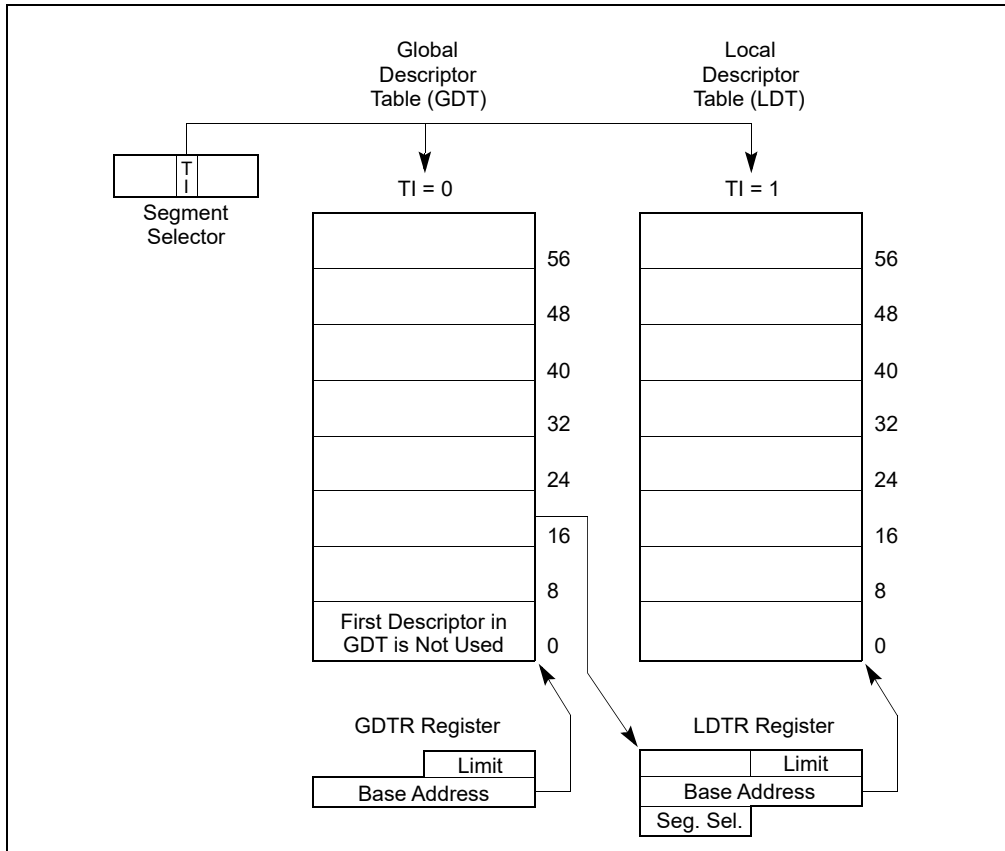 Global
Descriptor
Table (GDT)
Local
Descriptor
Table (LDT)
T
I
Segment
Selector
TI = 0
TI = 1
56
48
40
32
24
16
8
0
First Descriptor in
GDT is Not Used
56
48
40
32
24
16
8
0
GDTR Register
Limit
Base Address
LDTR Register
Limit
Base Address
Seg. Sel.